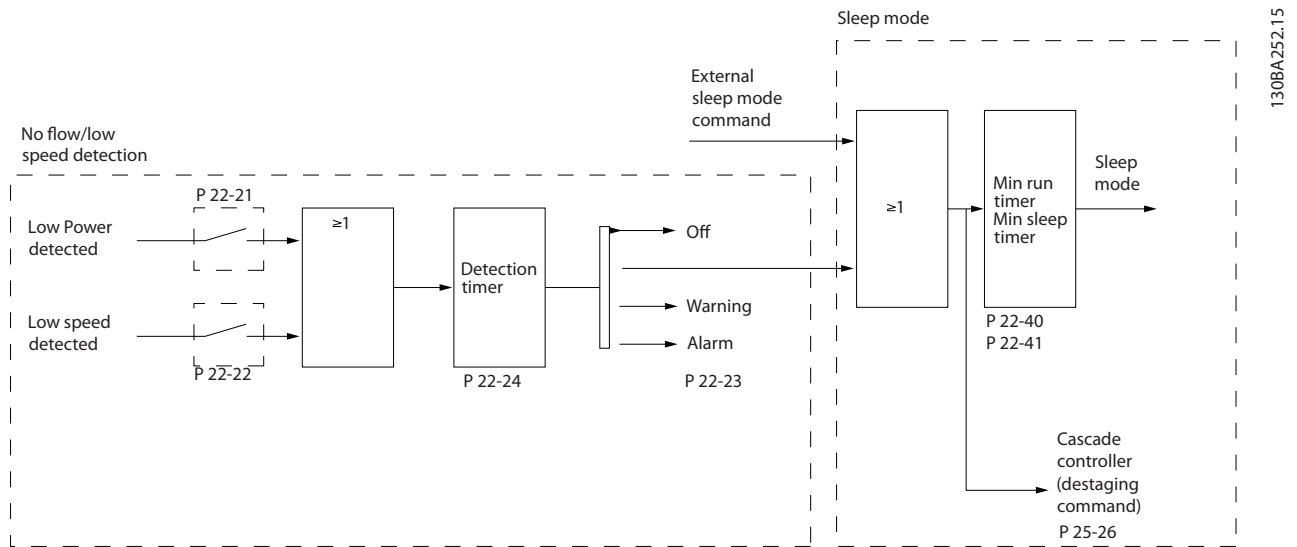 Sleep mode
130BA252.15
External
sleep mode
command
No flow/low
speed detection
P 22-21
Low Power
detected
≥1
Detection
timer
Off
Warning
Alarm
Low speed
detected
P 22-22
P 22-24
P 22-23
≥1
Min run
timer
Min sleep
timer
Sleep
mode
P 22-40
P 22-41
Cascade
controller
(destaging
command)
P 25-26